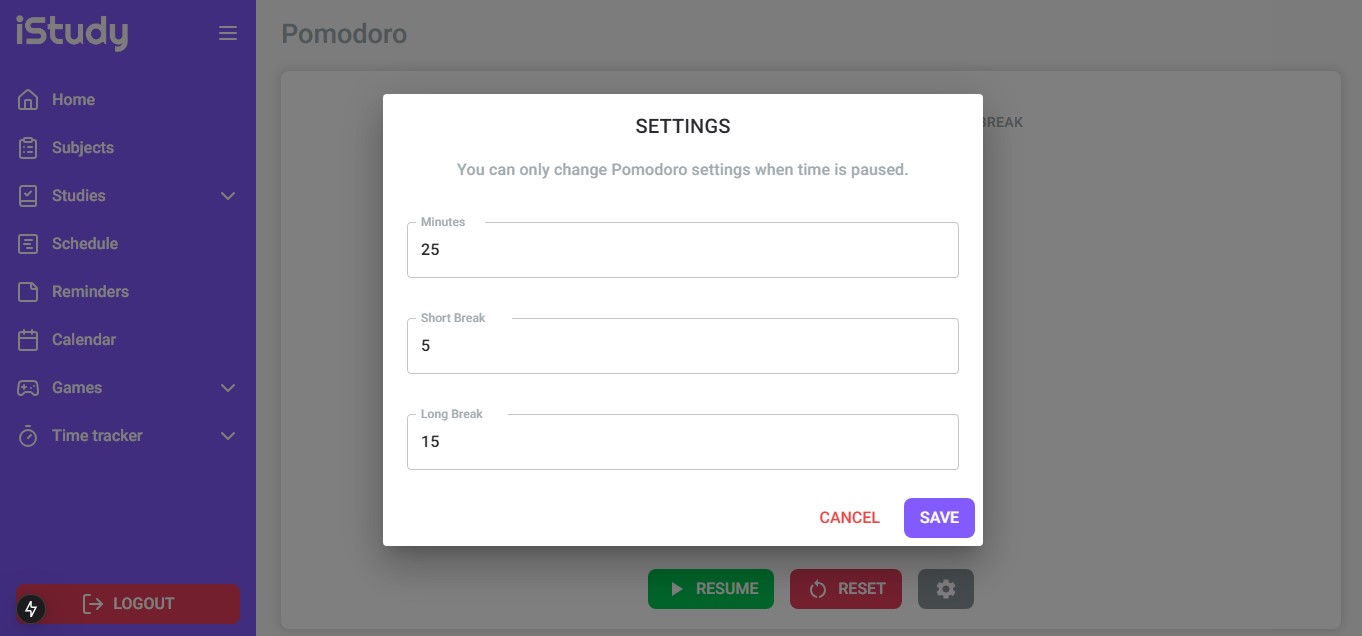 iStudy
Home
Subjects
Studies
Schedule
Reminders
Calendar
Games
Time tracker
LOGOUT
Pomodoro
BREAK
SETTINGS
You can only change Pomodoro settings when time is paused.
Minutes
25
Short Break
5
Long Break
15
CANCEL
SAVE
RESUME
RESET